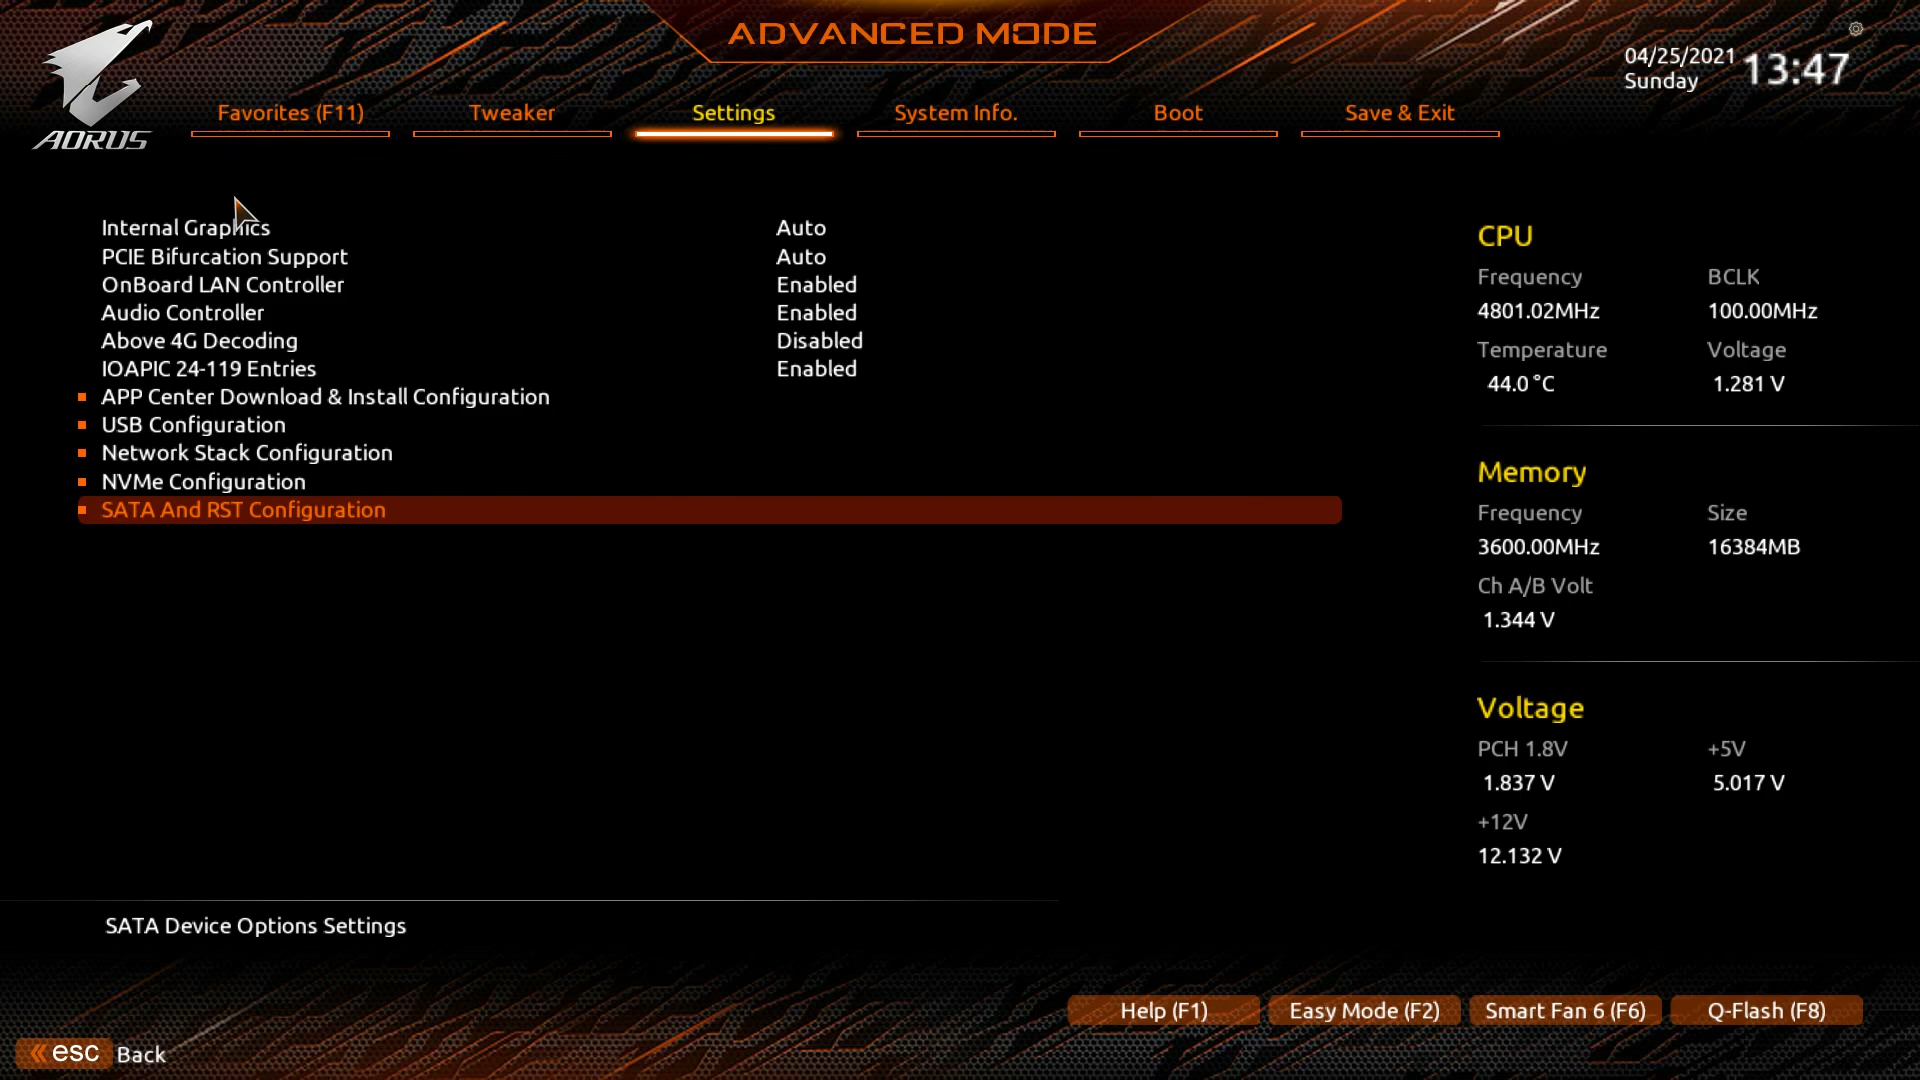 ADVANCED MODE
04/25/2021
Sunday
13:47
AORUS
Favorites (F11) Tweaker Settings System Info. Boot Save & Exit
Internal Graphics Auto
PCIE Bifurcation Support Auto
OnBoard LAN Controller Enabled
Audio Controller Enabled
Above 4G Decoding Disabled
IOAPIC 24-119 Entries Enabled
APP Center Download & Install Configuration
USB Configuration
Network Stack Configuration
NVMe Configuration
SATA And RST Configuration
CPU
Frequency BCLK
4801.02MHz 100.00MHz
Temperature Voltage
44.0 °C 1.281 V
Memory
Frequency Size
3600.00MHz 16384MB
Ch A/B Volt
1.344 V
Voltage
PCH 1.8V +5V
1.837 V 5.017 V
+12V
12.132 V
SATA Device Options Settings
Help (F1) Easy Mode (F2) Smart Fan 6 (F6) Q-Flash (F8)
esc Back